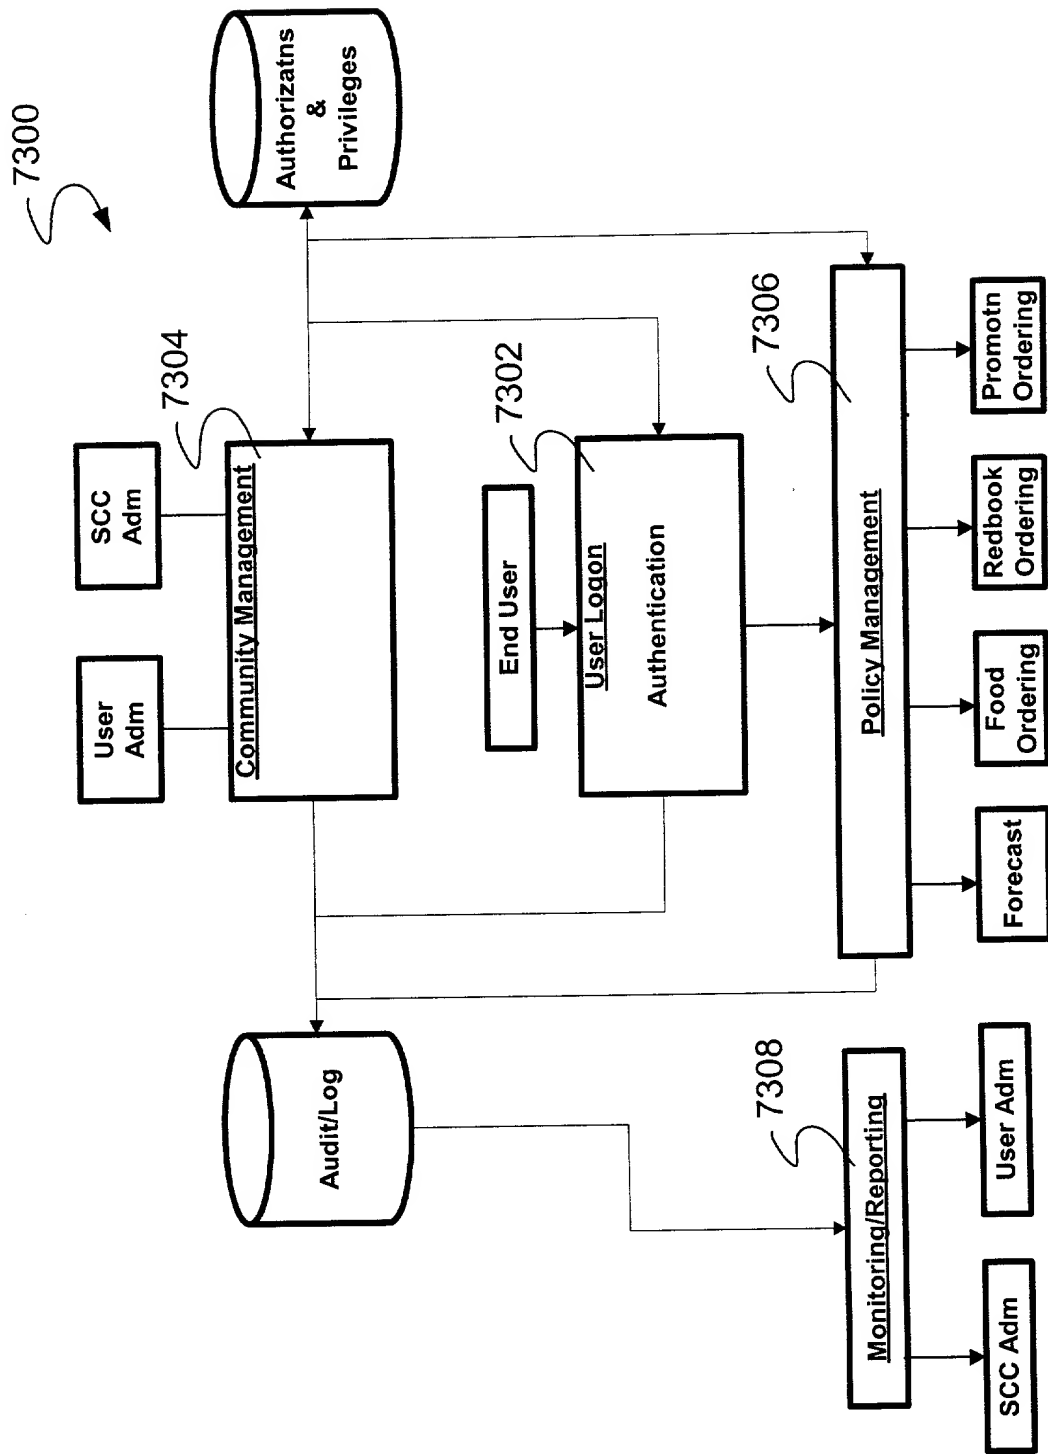 7300
SCC
Adm
User
Adm
7304
Community Management
Authorizatns
&
Privileges
Audit/Log
End User
7302
User Logon
Authentication
7306
Policy Management
Forecast
Food
Ordering
Redbook
Ordering
Promotn
Ordering
7308
Monitoring/Reporting
SCC Adm
User Adm